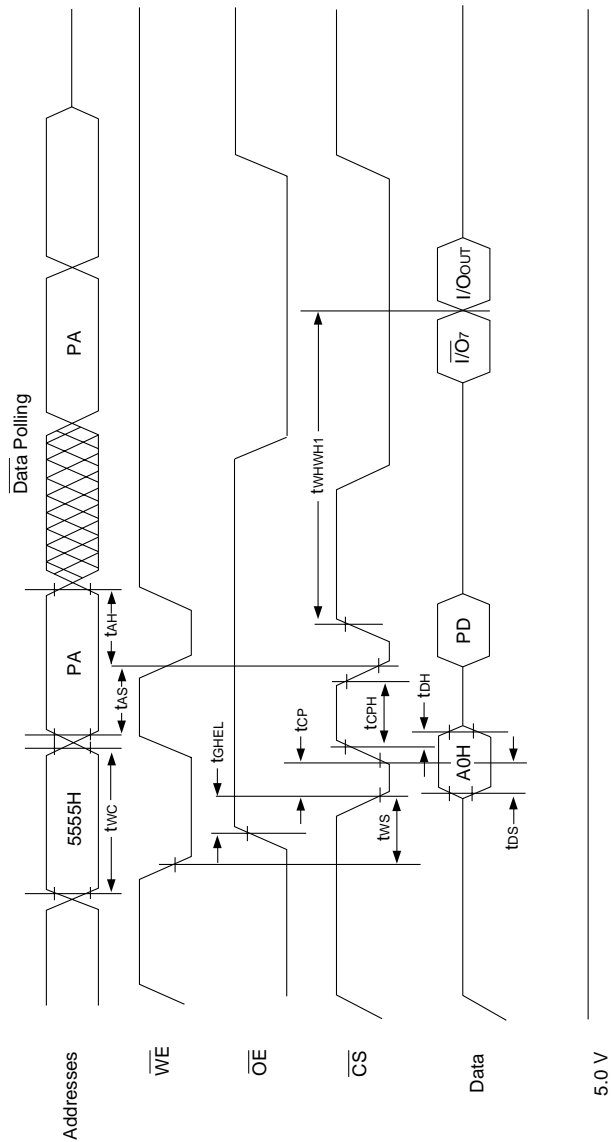 Data Polling
Addresses
5555H
PA
PA
tWC
tAS
tAH
WE
tGHEL
OE
tCP
tWHWH1
CS
tWS
tCPH
tDH
Data
A0H
PD
I/O7
I/OOUT
tDS
5.0 V